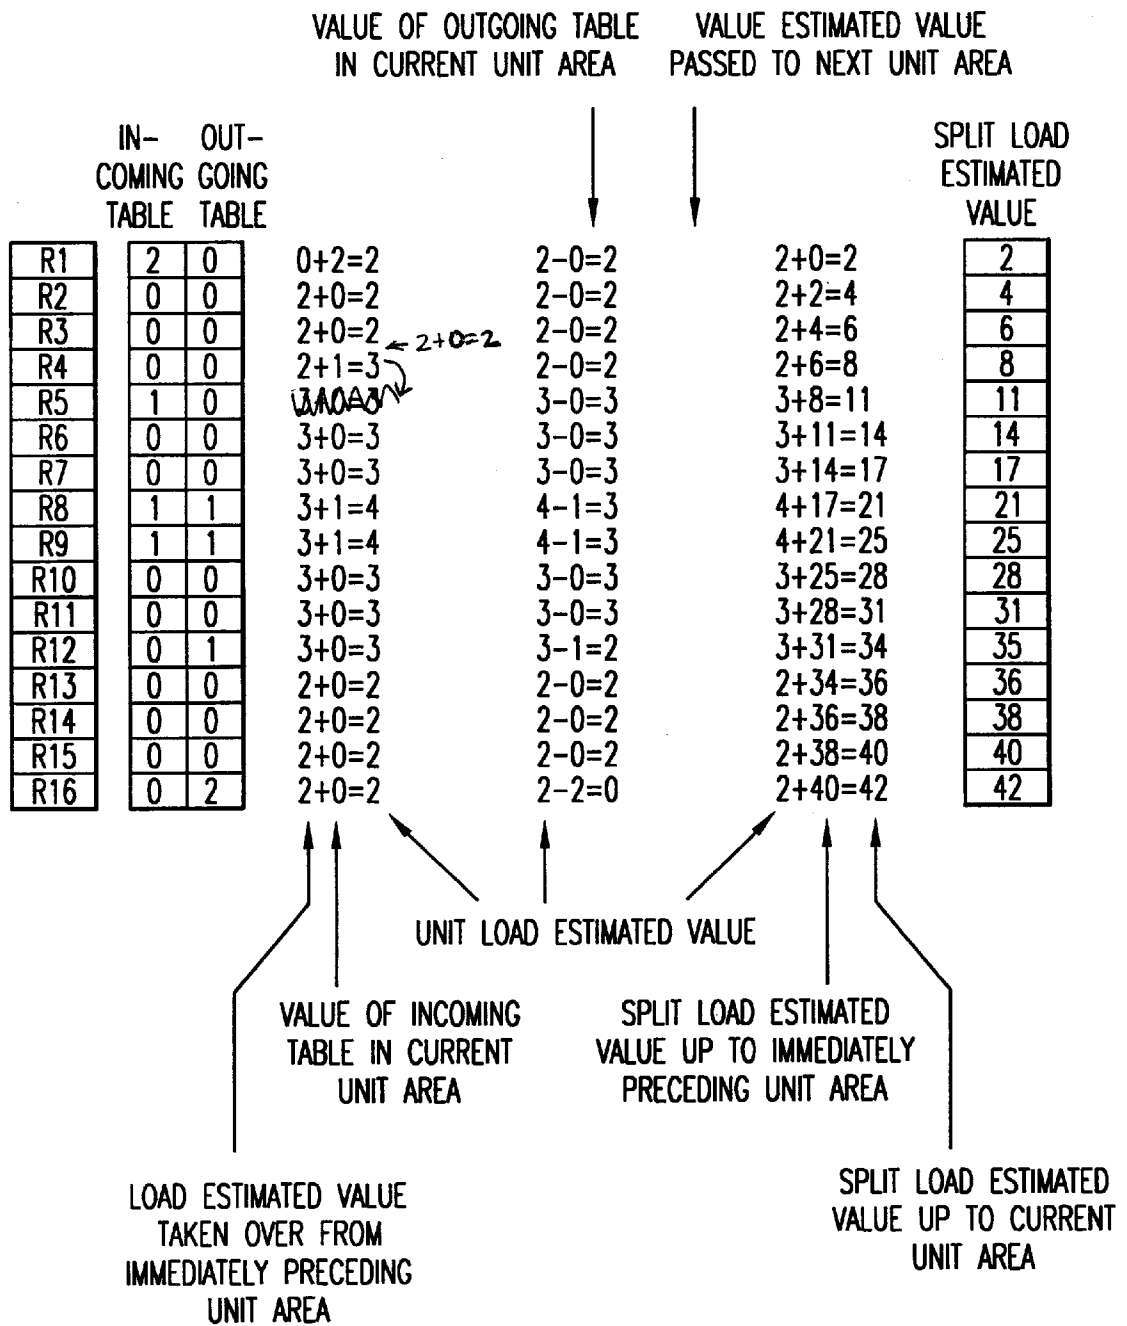 VALUE OF OUTGOING TABLE
IN CURRENT UNIT AREA
VALUE ESTIMATED VALUE
PASSED TO NEXT UNIT AREA
IN-
COMING
TABLE
OUT-
GOING
TABLE
SPLIT LOAD
ESTIMATED
VALUE
R1 2 0 0+2=2 2-0=2 2+0=2 2
R2 0 0 2+0=2 2-0=2 2+2=4 4
R3 0 0 2+0=2 2-0=2 2+4=6 6
2+0=2
R4 0 0 2+1=3 2-0=2 2+6=8 8
R5 1 0 3+0=3 3-0=3 3+8=11 11
R6 0 0 3+0=3 3-0=3 3+11=14 14
R7 0 0 3+0=3 3-0=3 3+14=17 17
R8 1 1 3+1=4 4-1=3 4+17=21 21
R9 1 1 3+1=4 4-1=3 4+21=25 25
R10 0 0 3+0=3 3-0=3 3+25=28 28
R11 0 0 3+0=3 3-0=3 3+28=31 31
R12 0 1 3+0=3 3-1=2 3+31=34 35
R13 0 0 2+0=2 2-0=2 2+34=36 36
R14 0 0 2+0=2 2-0=2 2+36=38 38
R15 0 0 2+0=2 2-0=2 2+38=40 40
R16 0 2 2+0=2 2-2=0 2+40=42 42
UNIT LOAD ESTIMATED VALUE
VALUE OF INCOMING
TABLE IN CURRENT
UNIT AREA
SPLIT LOAD ESTIMATED
VALUE UP TO IMMEDIATELY
PRECEDING UNIT AREA
LOAD ESTIMATED VALUE
TAKEN OVER FROM
IMMEDIATELY PRECEDING
UNIT AREA
SPLIT LOAD ESTIMATED
VALUE UP TO CURRENT
UNIT AREA